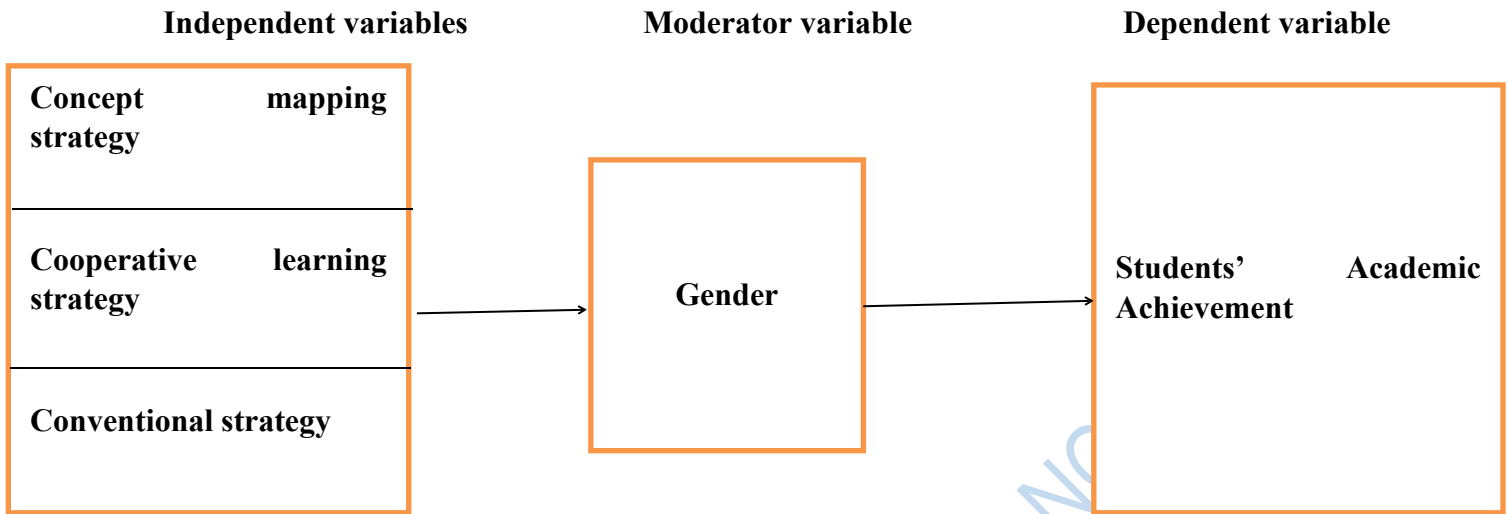 Independent variables Moderator variable Dependent variable
Concept mapping
strategy
Cooperative learning
strategy
Conventional strategy
Gender
Students’ Academic
Achievement